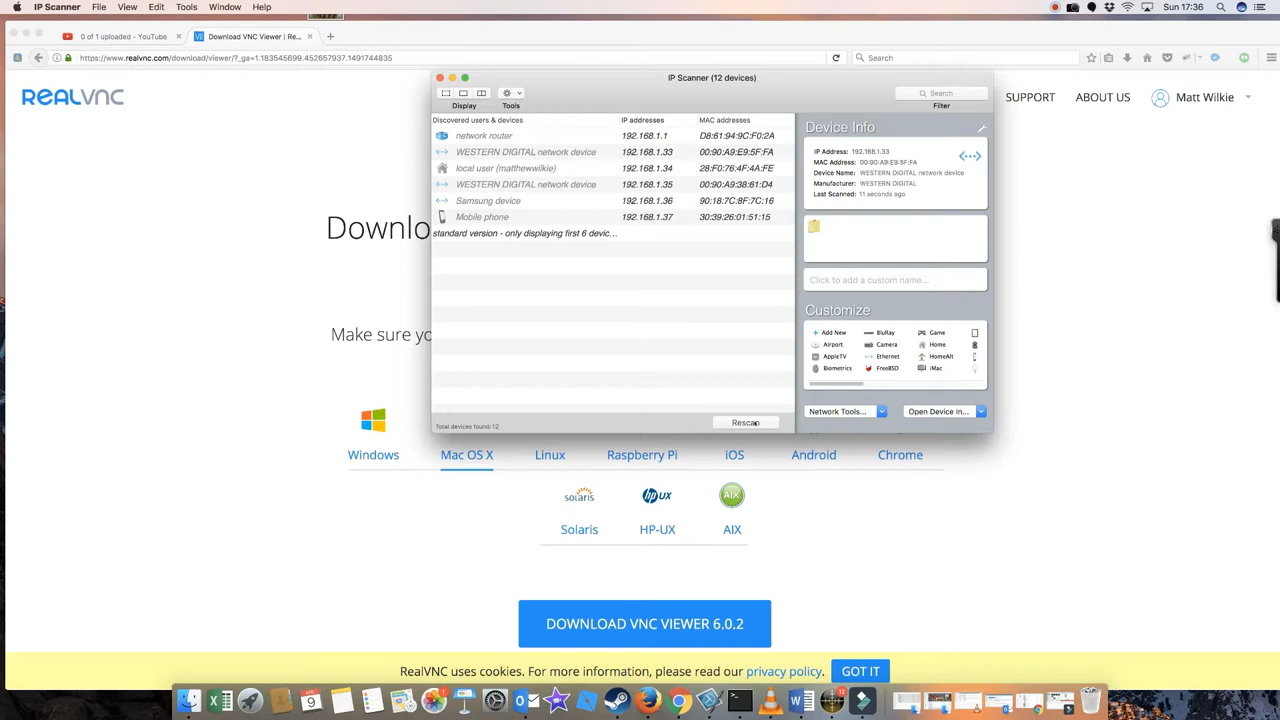 IP Scanner File View Edit Tools Window Help Sun 17:36
0 of 1 uploaded - YouTube Download VNC Viewer | Re...
https://www.realvnc.com/download/viewer/?_ga=1.183545699.452657937.1491744835 Search
REALVNC SUPPORT ABOUT US Matt Wilkie
IP Scanner (12 devices)
Search
Display Tools Filter
Discovered users & devices IP addresses MAC addresses
network router 192.168.1.1 D8:61:94:9C:F0:2A
WESTERN DIGITAL network device 192.168.1.33 00:90:A9:E9:5F:FA
local user (matthewwilkie) 192.168.1.34 28:F0:76:4F:4A:FE
WESTERN DIGITAL network device 192.168.1.35 00:90:A9:38:61:D4
Samsung device 192.168.1.36 90:18:7C:8F:7C:16
Mobile phone 192.168.1.37 30:39:26:01:51:15
standard version - only displaying first 6 devic...
Total devices found: 12 Rescan
Device Info
IP Address: 192.168.1.33
MAC Address: 00:90:A9:E9:5F:FA
Device Name: WESTERN DIGITAL network device
Manufacturer: WESTERN DIGITAL
Last Scanned: 11 seconds ago
Click to add a custom name...
Customize
Add New BluRay Game
Airport Camera Home
AppleTV Ethernet HomeAlt
Biometrics FreeBSD iMac
Network Tools... Open Device In...
Downlo
Make sure yo
Windows Mac OS X Linux Raspberry Pi iOS Android Chrome
solaris hp UX AIX
Solaris HP-UX AIX
DOWNLOAD VNC VIEWER 6.0.2
RealVNC uses cookies. For more information, please read our privacy policy. GOT IT